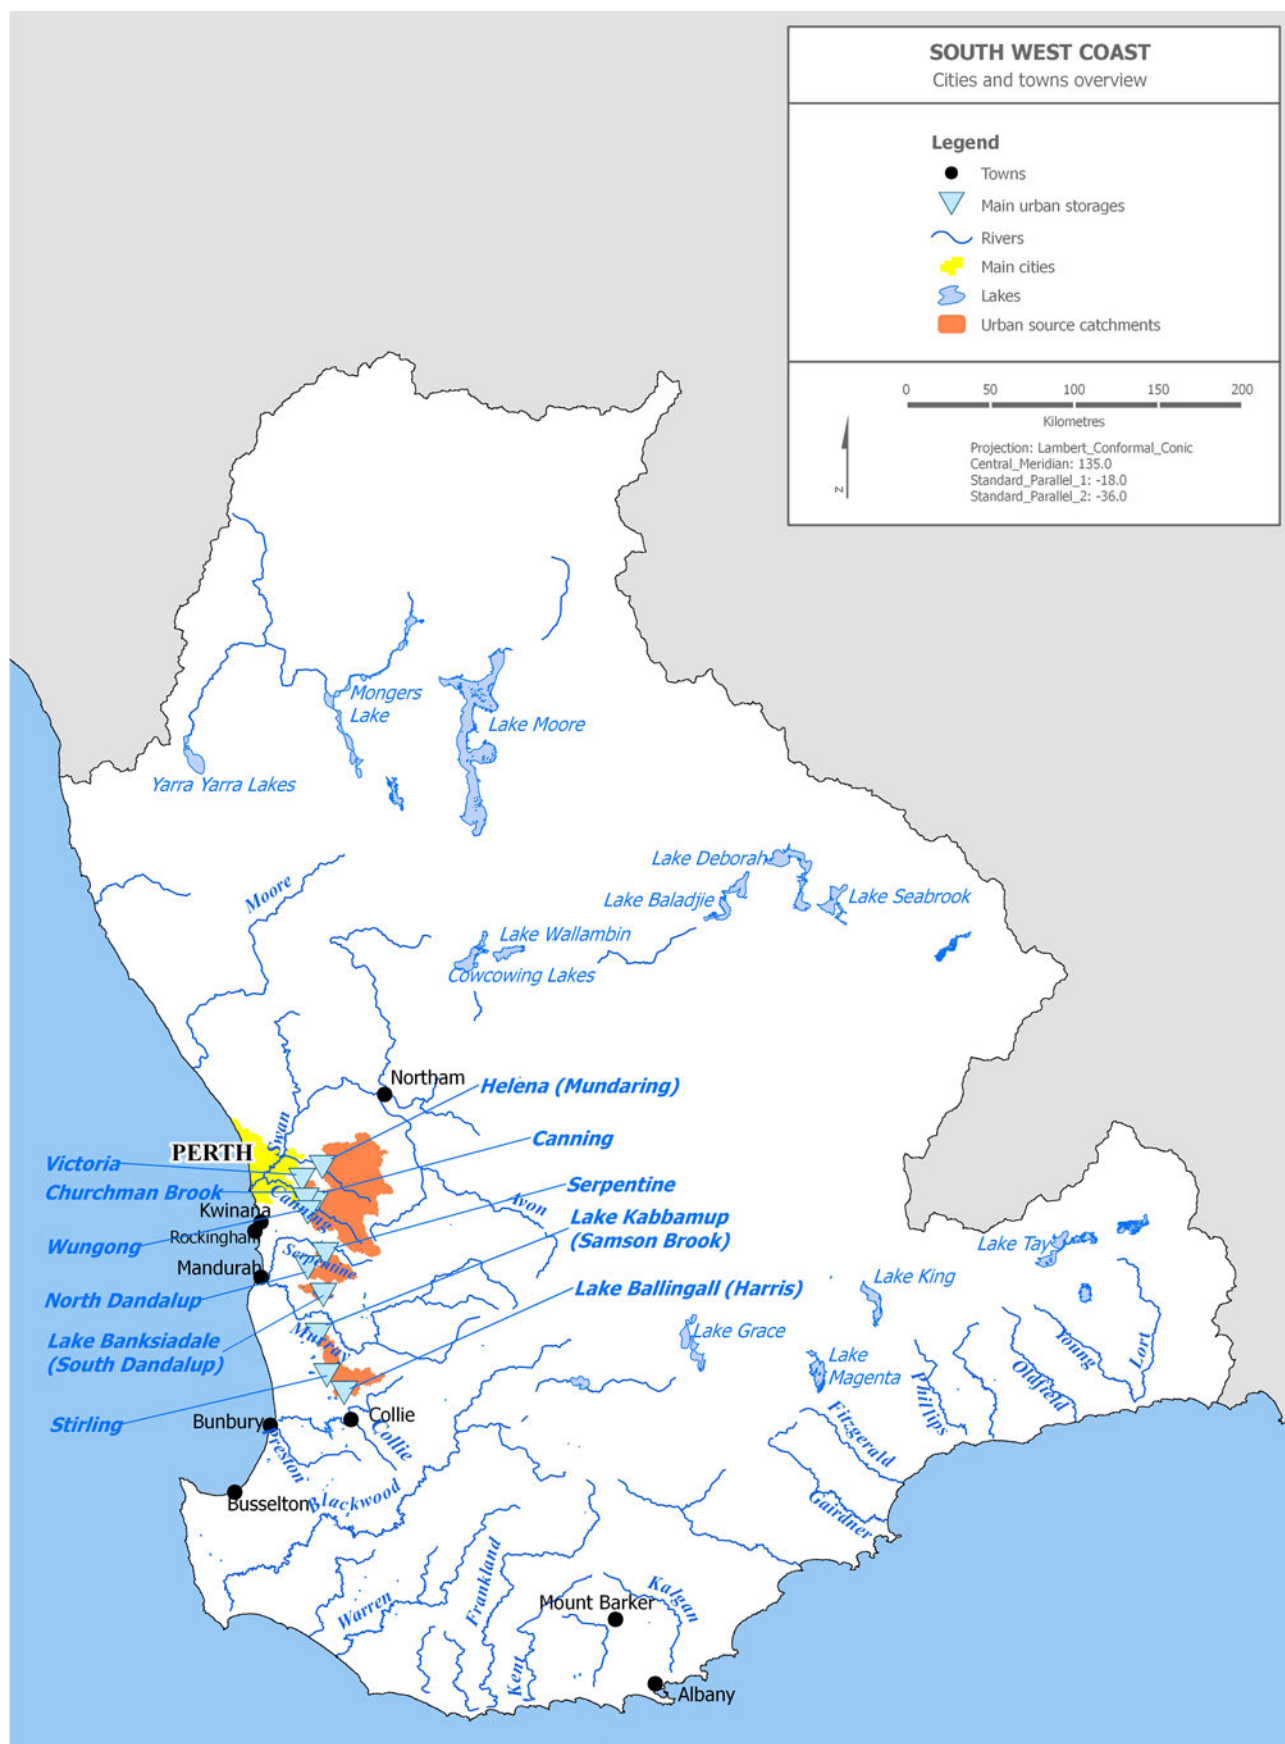 SOUTH WEST COAST
Cities and towns overview
Legend
Towns
Main urban storages
Rivers
Main cities
Lakes
Urban source catchments
0 50 100 150 200
Kilometres
Projection: Lambert_Conformal_Conic
Central_Meridian: 135.0
Standard_Parallel_1: -18.0
Standard_Parallel_2: -36.0
N
Mongers
Lake
Lake Moore
Yarra Yarra Lakes
Lake Deborah
Lake Baladjie
Lake Seabrook
Moore
Lake Wallambin
Cowcowing Lakes
Northam
Helena (Mundaring)
Swan
PERTH
Canning
Victoria
Churchman Brook
Serpentine
Canning
Avon
Kwinana
Rockingham
Lake Kabbamup
(Samson Brook)
Wungong
Serpentine
Mandurah
Lake Tay
Lake King
Lake Ballingall (Harris)
North Dandalup
Lake Banksiadale
(South Dandalup)
Murray
Lake Grace
Lake
Magenta
Young
Lort
Oldfield
Phillips
Stirling
Bunbury
Collie
Collie
Preston
Fitzgerald
Blackwood
Busselton
Gairdner
Frankland
Warren
Kalgan
Mount Barker
Kent
Albany